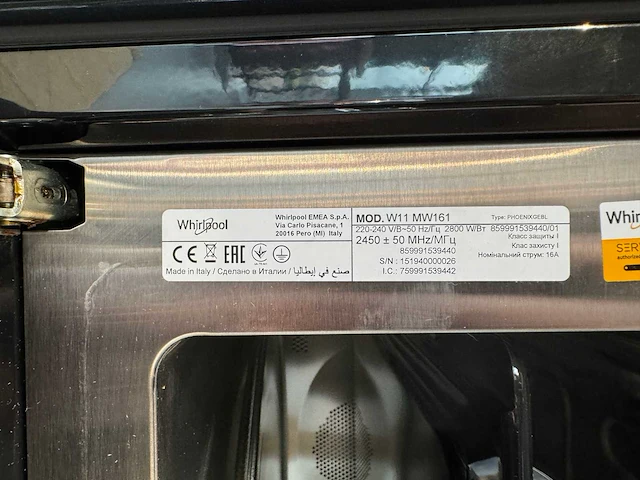 Whirlpool
Whirlpool EMEA S.p.A.
Via Carlo Pisacane, 1
20016 Pero (MI) Italy
CE EAC
Made in Italy / Сделано в Италии / صنع في إيطاليا
MOD. W11 MW161 Type: PHOENIXGEBL
220-240 V/B~50 Hz/Гц 2800 W/Вт 859991539440/01
2450 ± 50 MHz/МГц Класс защиты I
859991539440 Клас захисту I
S/N : 151940000026 Номінальний струм: 16A
I.C.: 759991539442
Whir
SER
authorise